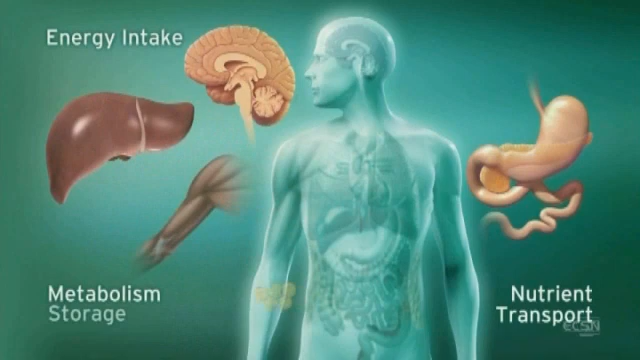 Energy Intake
Metabolism
Storage
Nutrient
Transport